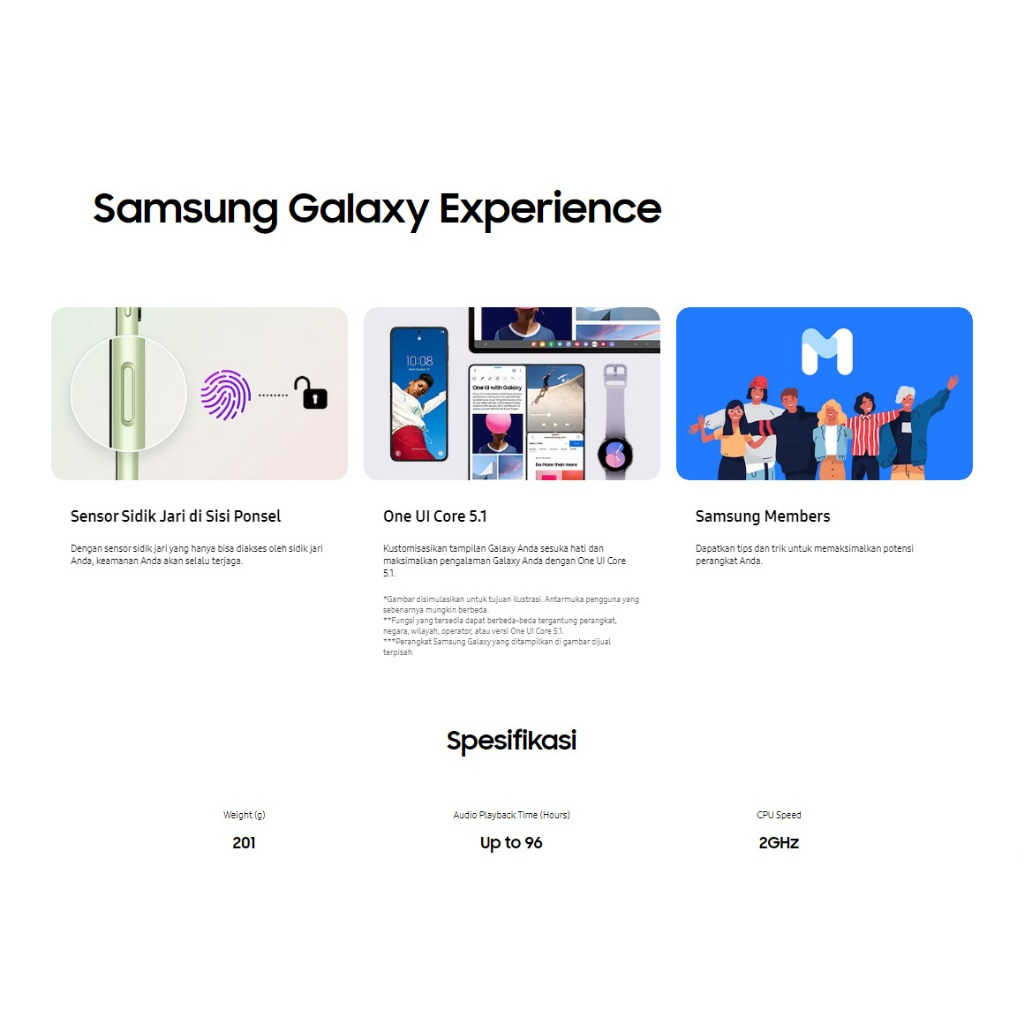 Samsung Galaxy Experience
10:08
One UI with Galaxy
Do More than more
M
Sensor Sidik Jari di Sisi Ponsel
Dengan sensor sidik jari yang hanya bisa diakses oleh sidik jari
Anda, keamanan Anda akan selalu terjaga.
One UI Core 5.1
Kustomisasikan tampilan Galaxy Anda sesuka hati dan
maksimalkan pengalaman Galaxy Anda dengan One UI Core
5.1.
*Gambar disimulasikan untuk tujuan ilustrasi. Antarmuka pengguna yang
sebenarnya mungkin berbeda.
**Fungsi yang tersedia dapat berbeda-beda tergantung perangkat,
negara, wilayah, operator, atau versi One UI Core 5.1.
***Perangkat Samsung Galaxy yang ditampilkan di gambar dijual
terpisah.
Samsung Members
Dapatkan tips dan trik untuk memaksimalkan potensi
perangkat Anda.
Spesifikasi
Weight (g)
201
Audio Playback Time (Hours)
Up to 96
CPU Speed
2GHz